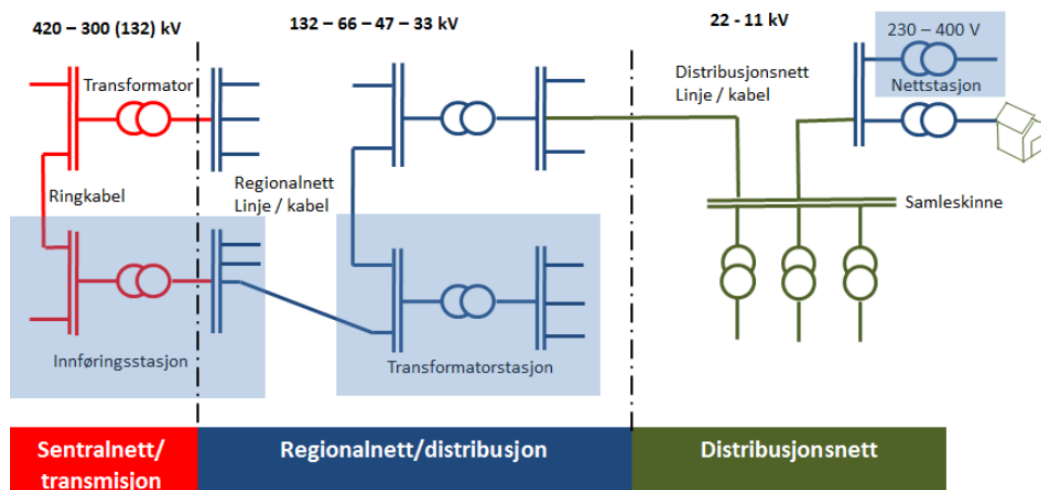 420 – 300 (132) kV
132 – 66 – 47 – 33 kV
22 - 11 kV
230 – 400 V
Transformator
Distribusjonsnett
Linje / kabel
Nettstasjon
Ringkabel
Regionalnett
Linje / kabel
Samleskinne
Innføringsstasjon
Transformatorstasjon
Sentralnett/
transmisjon
Regionalnett/distribusjon
Distribusjonsnett